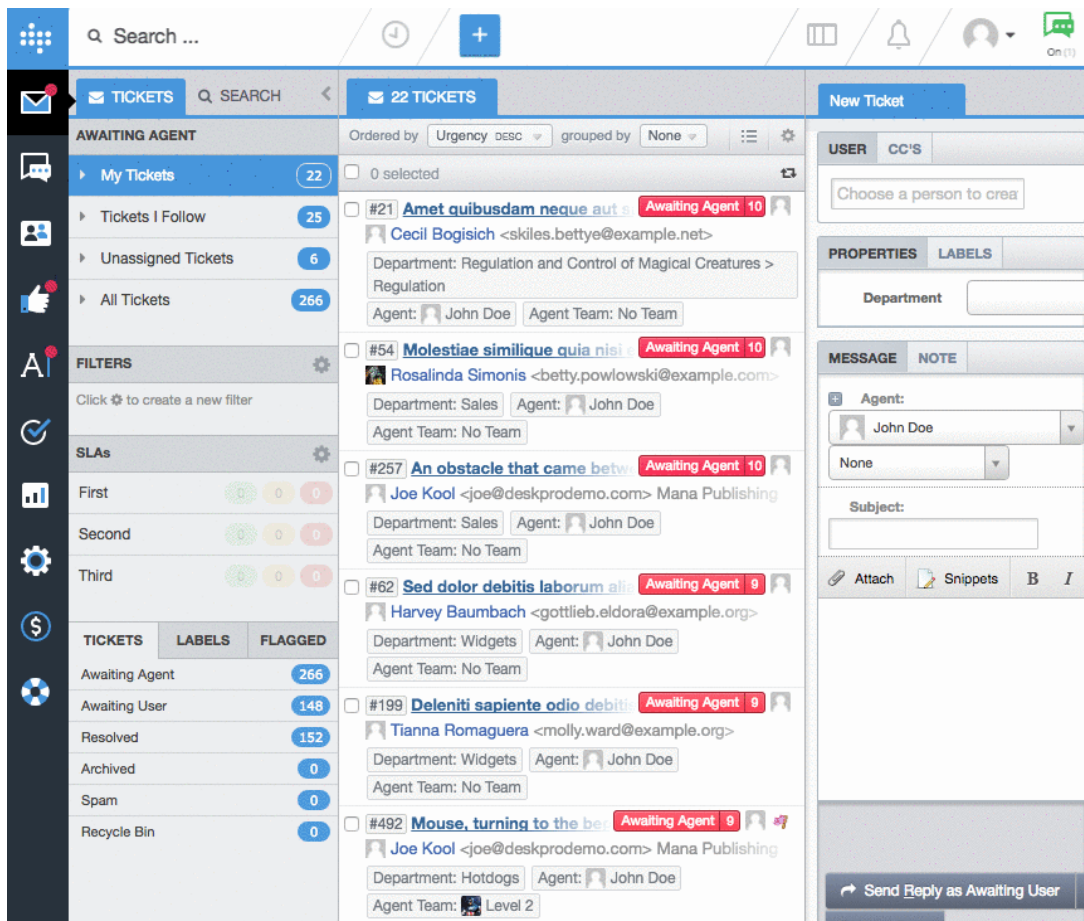 Search ...
On (1)
TICKETS
SEARCH
AWAITING AGENT
My Tickets 22
Tickets I Follow 25
Unassigned Tickets 6
All Tickets 266
FILTERS
Click to create a new filter
SLAs
First 0 0 0
Second 0 0 0
Third 0 0 0
TICKETS LABELS FLAGGED
Awaiting Agent 266
Awaiting User 148
Resolved 152
Archived 0
Spam 0
Recycle Bin 0
22 TICKETS
Ordered by Urgency DESC grouped by None
0 selected
#21 Amet quibusdam neque aut Awaiting Agent 10
Cecil Bogisich <skiles.bettye@example.net>
Department: Regulation and Control of Magical Creatures >
Regulation
Agent: John Doe Agent Team: No Team
#54 Molestiae similique quia nisi Awaiting Agent 10
Rosalinda Simonis <betty.powlowski@example.com>
Department: Sales Agent: John Doe
Agent Team: No Team
#257 An obstacle that came betw Awaiting Agent 10
Joe Kool <joe@deskprodemo.com> Mana Publishing
Department: Sales Agent: John Doe
Agent Team: No Team
#62 Sed dolor debitis laborum ali Awaiting Agent 9
Harvey Baumbach <gottlieb.eldora@example.org>
Department: Widgets Agent: John Doe
Agent Team: No Team
#199 Deleniti sapiente odio debiti Awaiting Agent 9
Tianna Romaguera <molly.ward@example.org>
Department: Widgets Agent: John Doe
Agent Team: No Team
#492 Mouse, turning to the be Awaiting Agent 9
Joe Kool <joe@deskprodemo.com> Mana Publishing
Department: Hotdogs Agent: John Doe
Agent Team: Level 2
New Ticket
USER CC'S
Choose a person to crea
PROPERTIES LABELS
Department
MESSAGE NOTE
Agent:
John Doe
None
Subject:
Attach Snippets B I
Send Reply as Awaiting User